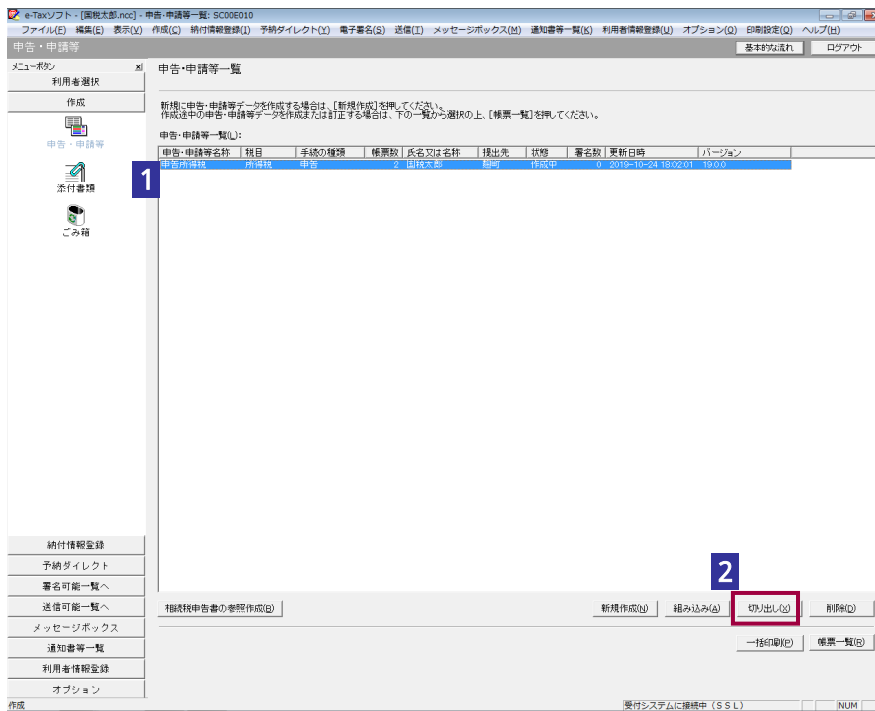 e-Taxソフト - [国税太郎.ncc] - 申告・申請等一覧: SC00E010
ファイル(F) 編集(E) 表示(V) 作成(C) 納付情報登録(I) 予納ダイレクト(Y) 電子署名(S) 送信(T) メッセージボックス(M) 通知書等一覧(K) 利用者情報登録(U) オプション(O) 印刷設定(Q) ヘルプ(H)
申告・申請等 基本的な流れ ログアウト
メニューボタン x
利用者選択
作成
申告・申請等
添付書類
ごみ箱
申告・申請等一覧
新規に申告・申請等データを作成する場合は、[新規作成]を押してください。
作成途中の申告・申請等データを作成または訂正する場合は、下の一覧から選択の上、[帳票一覧]を押してください。
申告・申請等一覧(L):
申告・申請等名称 税目 手続の種類 帳票数 氏名又は名称 提出先 状態 署名数 更新日時 バージョン
1 申告所得税 所得税 申告 2 国税太郎 麹町 作成中 0 2019-10-24 18:02:01 19.0.0
納付情報登録
予納ダイレクト
署名可能一覧へ
送信可能一覧へ
メッセージボックス
通知書等一覧
利用者情報登録
オプション
2
相続税申告書の参照作成(B) 新規作成(N) 組み込み(A) 切り出し(X) 削除(D)
一括印刷(P) 帳票一覧(R)
作成 受付システムに接続中(SSL) NUM